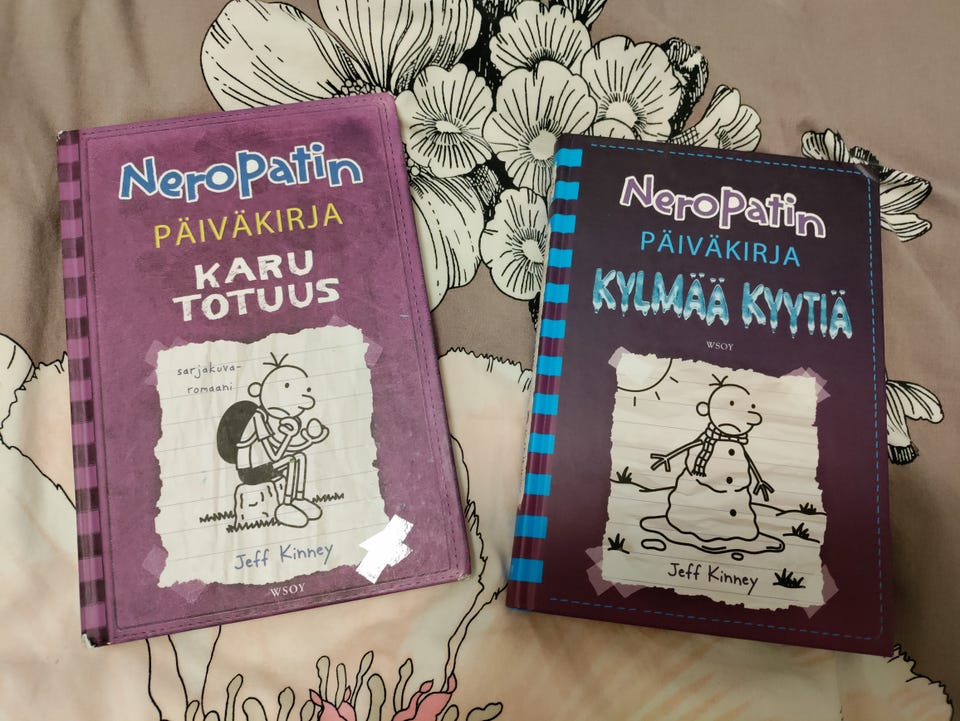 Neropatin
PÄIVÄKIRJA
KARU
TOTUUS
sarjakuva-
romaani
Jeff Kinney
WSOY
Neropatin
PÄIVÄKIRJA
KYLMÄÄ KYYTIÄ
WSOY
Jeff Kinney